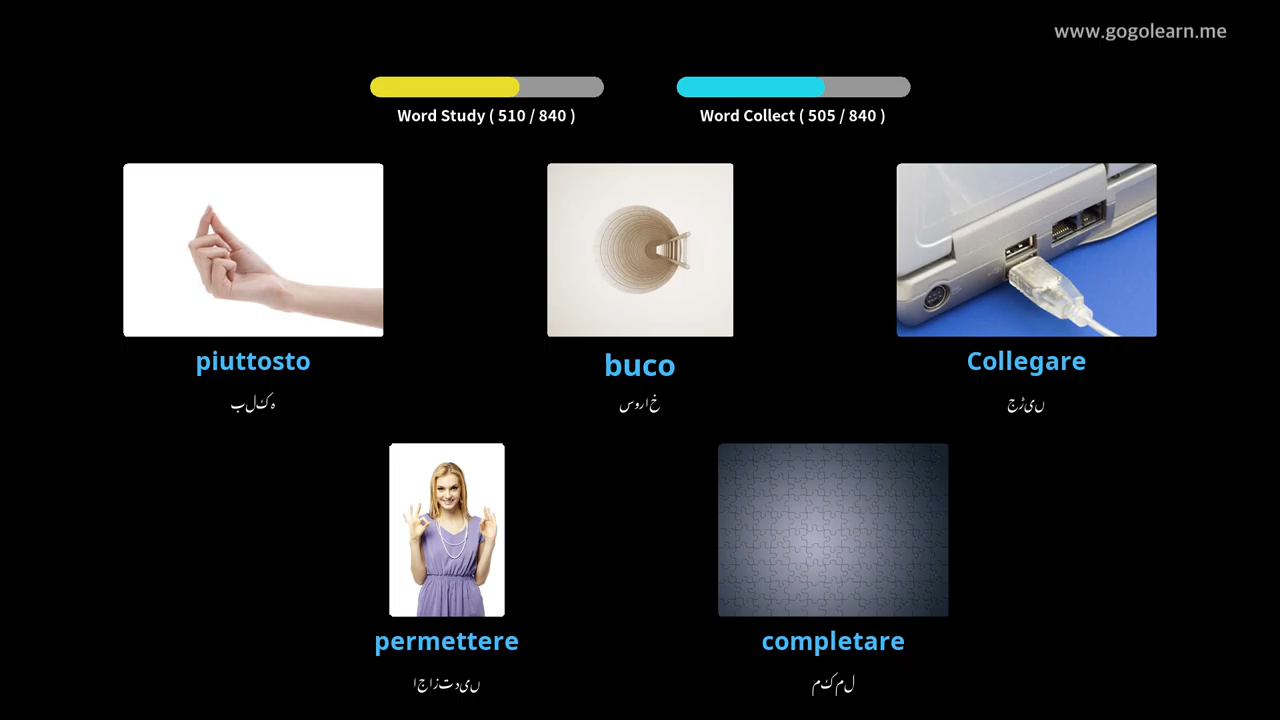 www.gogolearn.me
Word Study ( 510 / 840 )
Word Collect ( 505 / 840 )
piuttosto
بلکہ
buco
سوراخ
Collegare
جڑیں
permettere
اجازت دیں
completare
مکمل